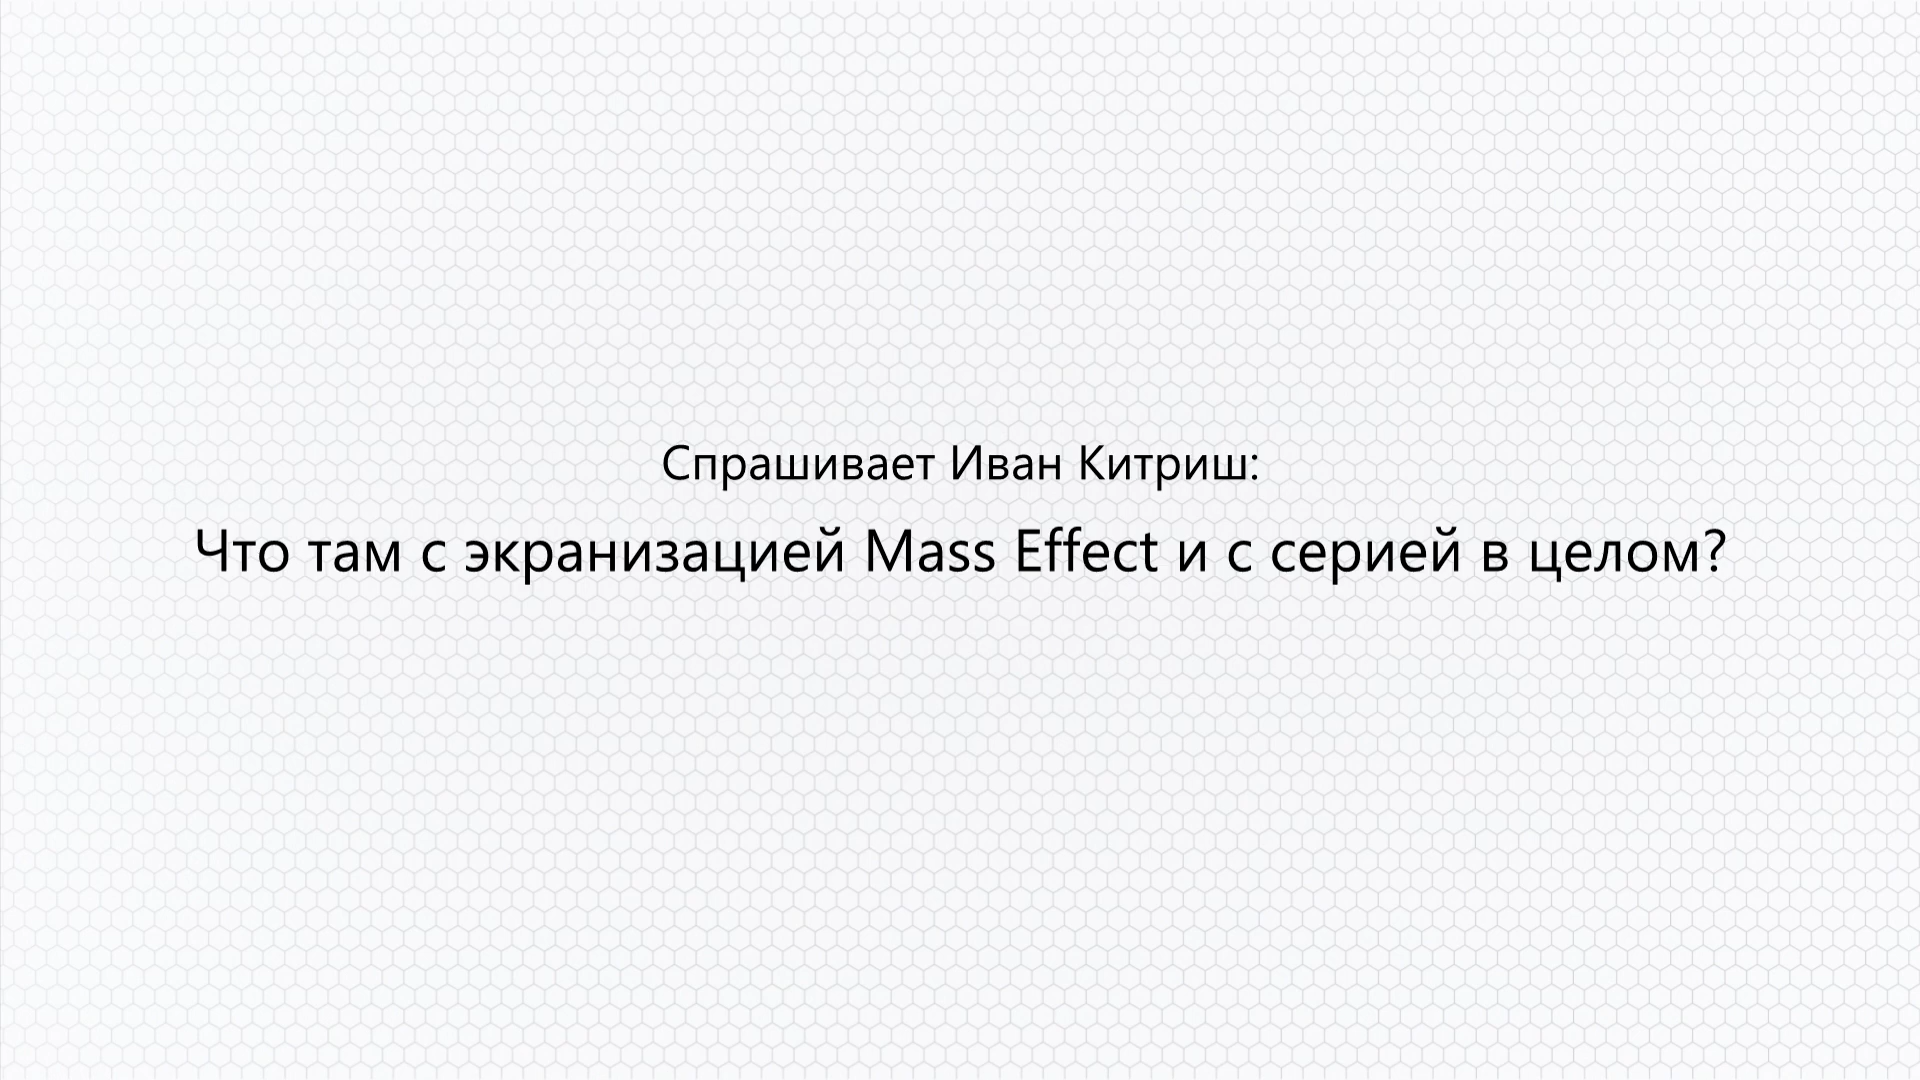 Спрашивает Иван Китриш:
Что там с экранизацией Mass Effect и с серией в целом?